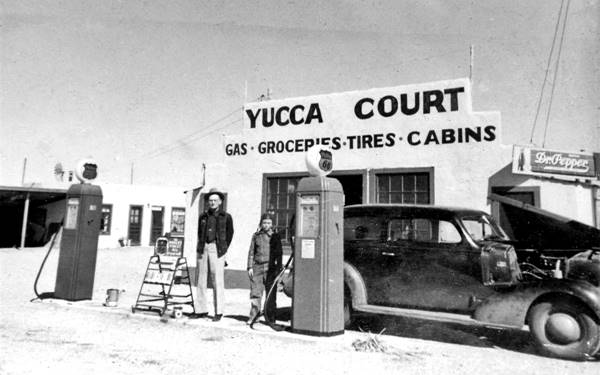 YUCCA COURT
GAS · GROCERIES · TIRES · CABINS
Dr. Pepper
66